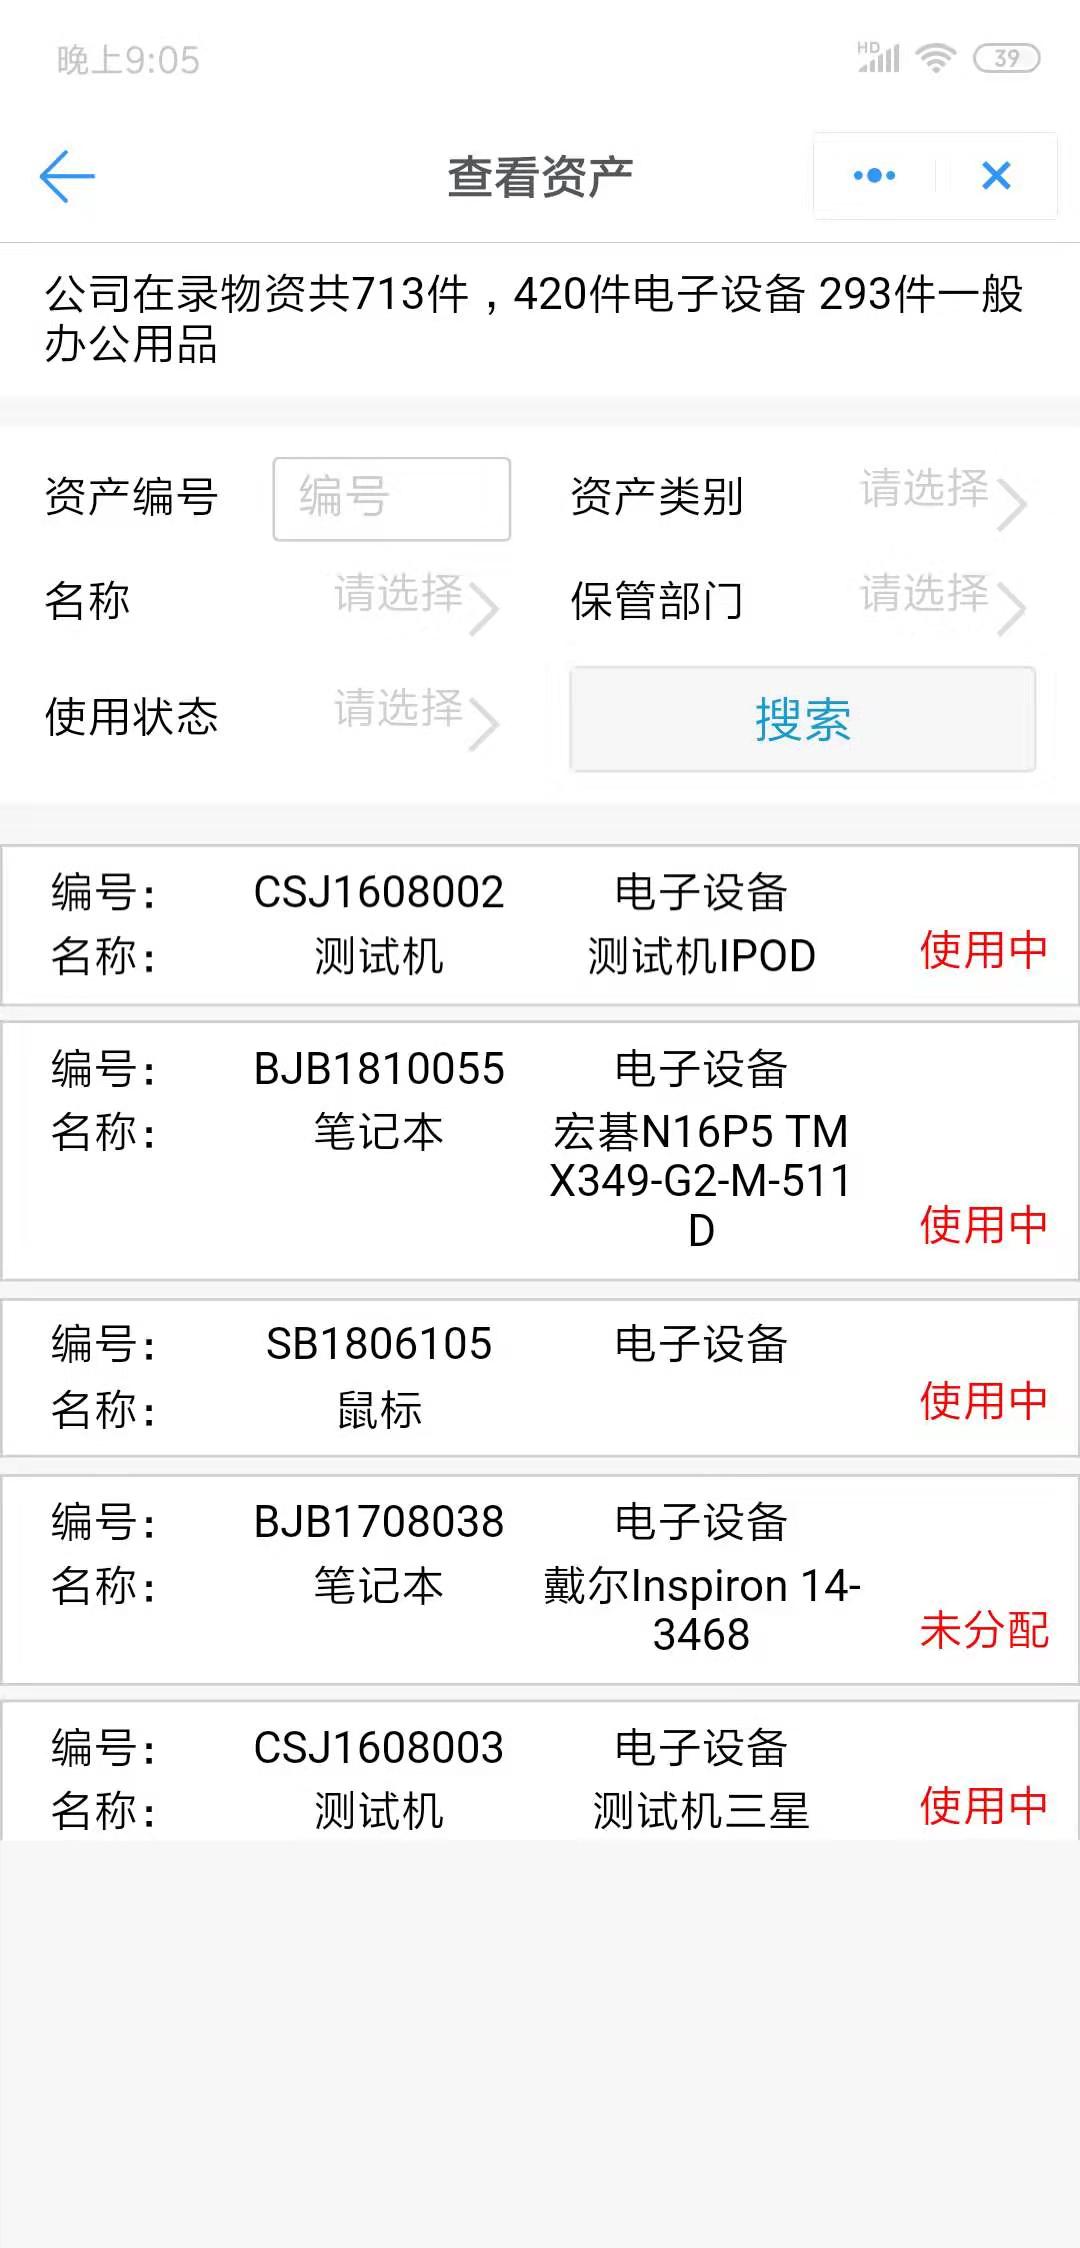 晚上9:05
HD
39
查看资产
公司在录物资共713件，420件电子设备 293件一般
办公用品
资产编号 编号 资产类别 请选择
名称 请选择 保管部门 请选择
使用状态 请选择 搜索
编号： CSJ1608002 电子设备
名称： 测试机 测试机IPOD 使用中
编号： BJB1810055 电子设备
名称： 笔记本 宏碁N16P5 TM
X349-G2-M-511
D 使用中
编号： SB1806105 电子设备
名称： 鼠标 使用中
编号： BJB1708038 电子设备
名称： 笔记本 戴尔Inspiron 14-
3468 未分配
编号： CSJ1608003 电子设备
名称： 测试机 测试机三星 使用中